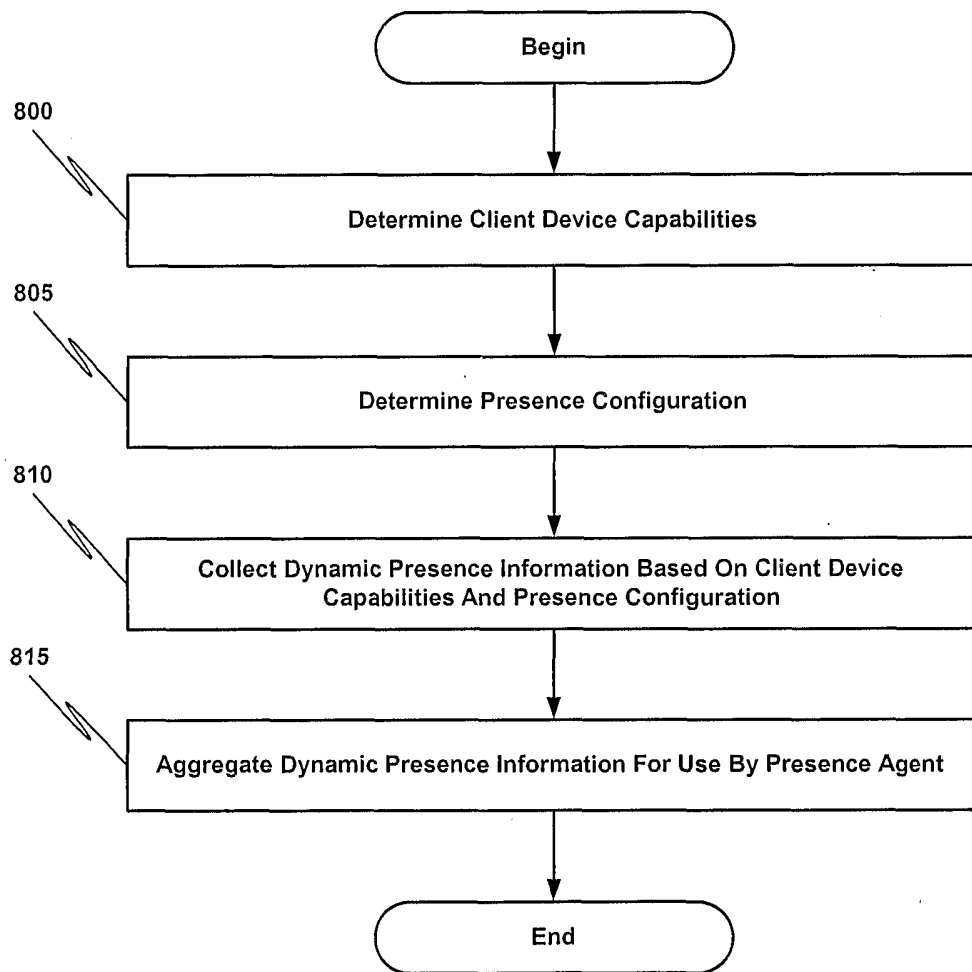 Begin
800
Determine Client Device Capabilities
805
Determine Presence Configuration
810
Collect Dynamic Presence Information Based On Client Device
Capabilities And Presence Configuration
815
Aggregate Dynamic Presence Information For Use By Presence Agent
End